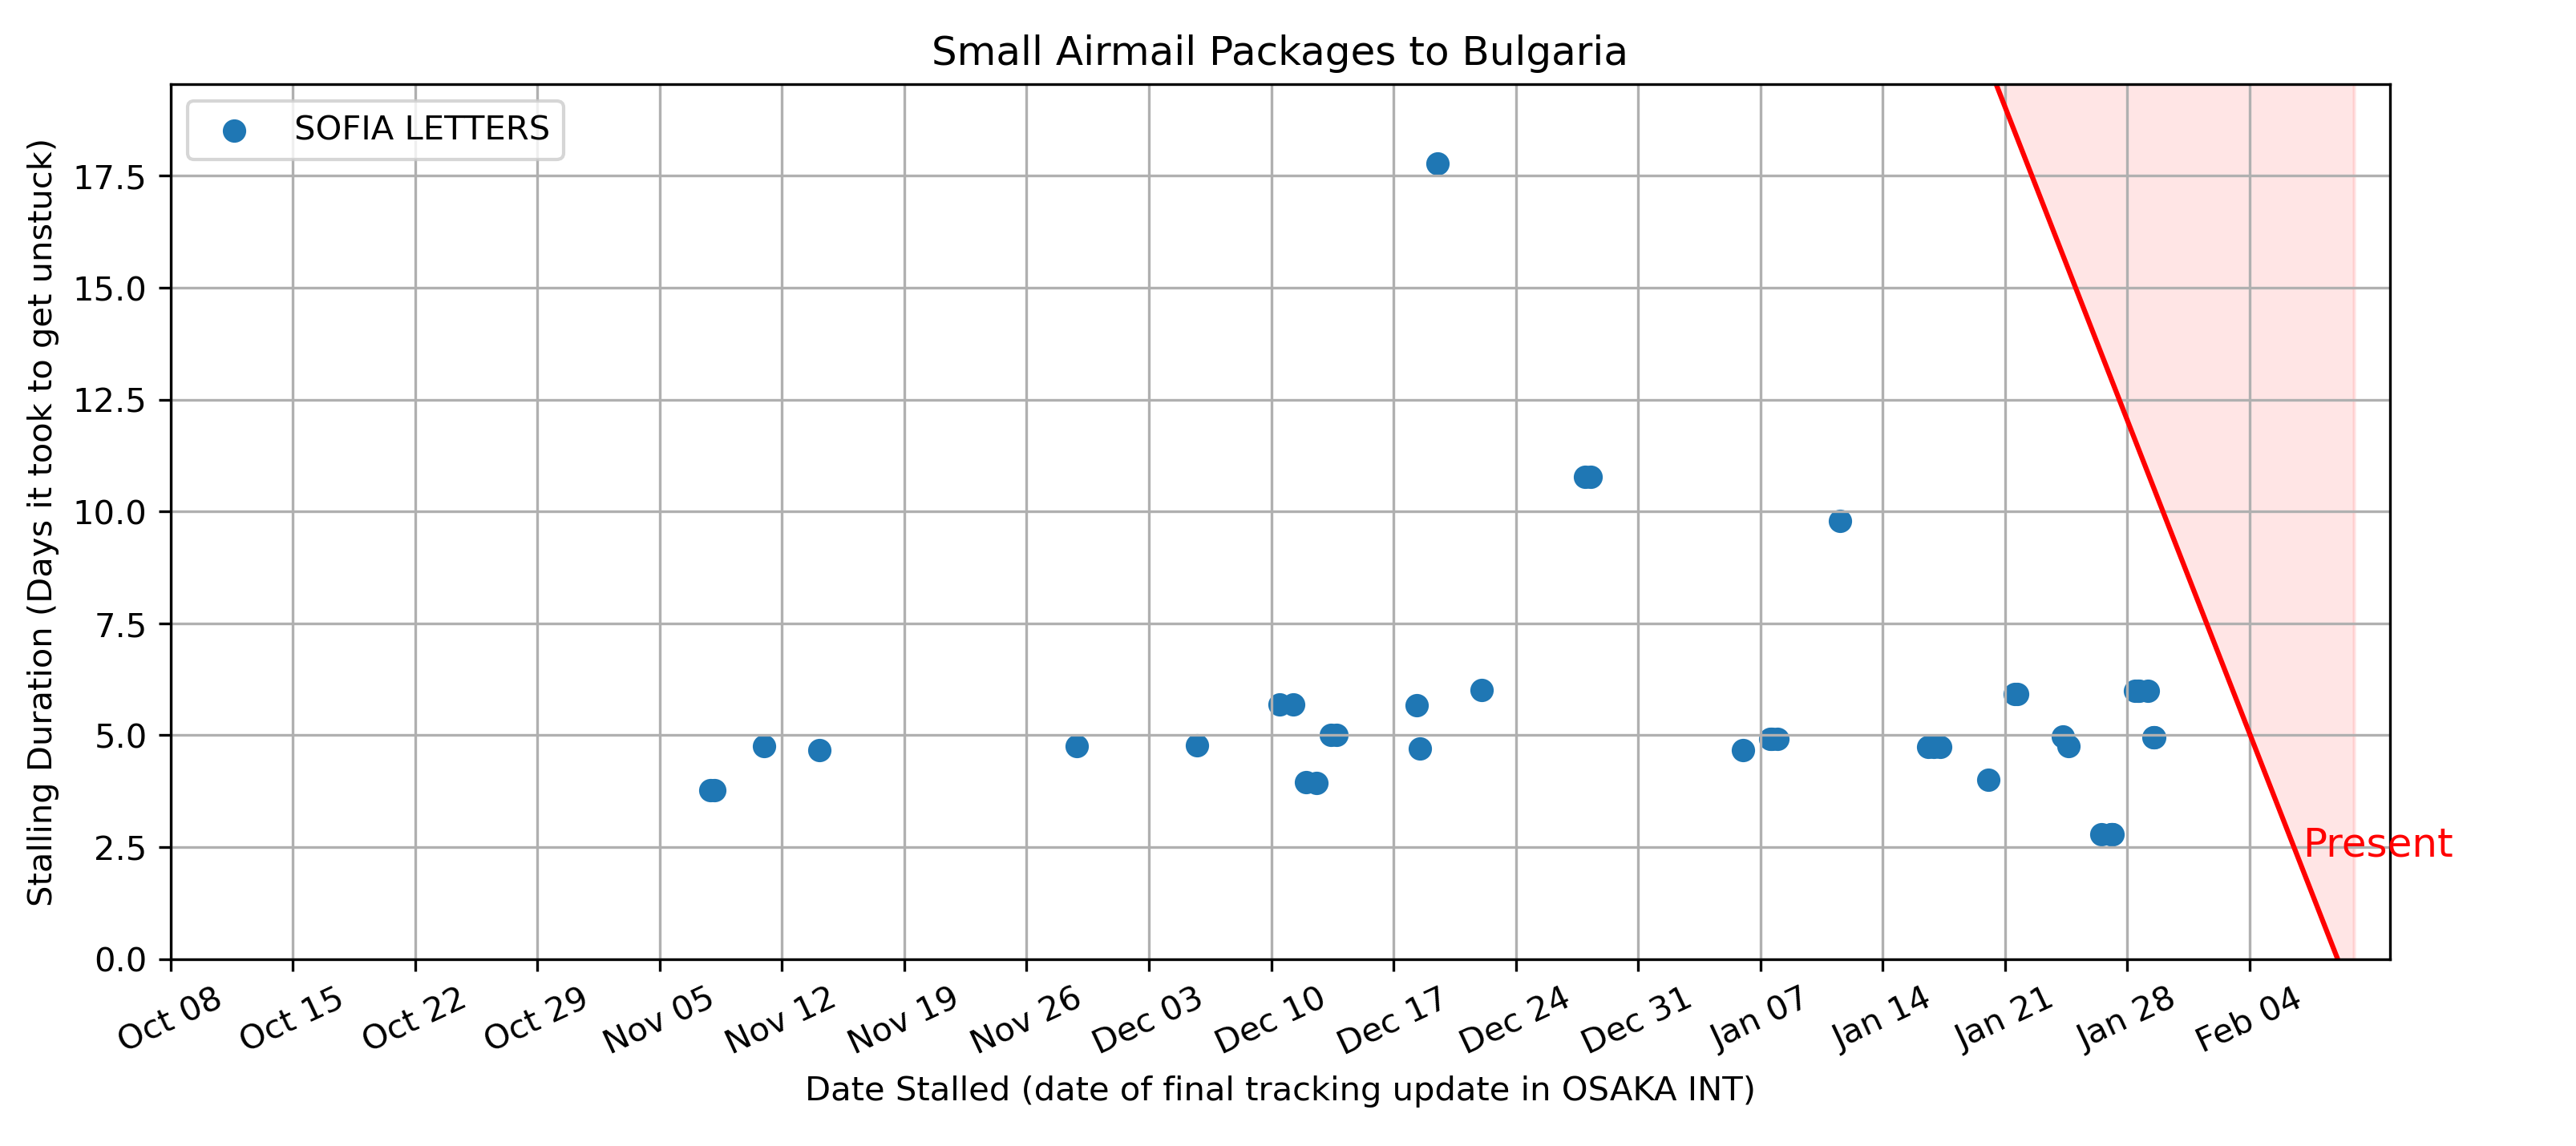 Small Airmail Packages to Bulgaria
SOFIA LETTERS
Stalling Duration (Days it took to get unstuck)
17.5
15.0
12.5
10.0
7.5
5.0
2.5
0.0
Present
Oct 08
Oct 15
Oct 22
Oct 29
Nov 05
Nov 12
Nov 19
Nov 26
Dec 03
Dec 10
Dec 17
Dec 24
Dec 31
Jan 07
Jan 14
Jan 21
Jan 28
Feb 04
Date Stalled (date of final tracking update in OSAKA INT)